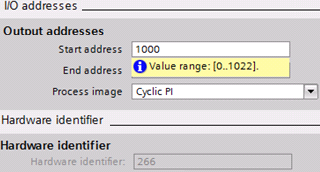 I/O addresses
Output addresses
Start address 1000
End address Value range: [0..1022].
Process image Cyclic PI
Hardware identifier
Hardware identifier
Hardware identifier: 266